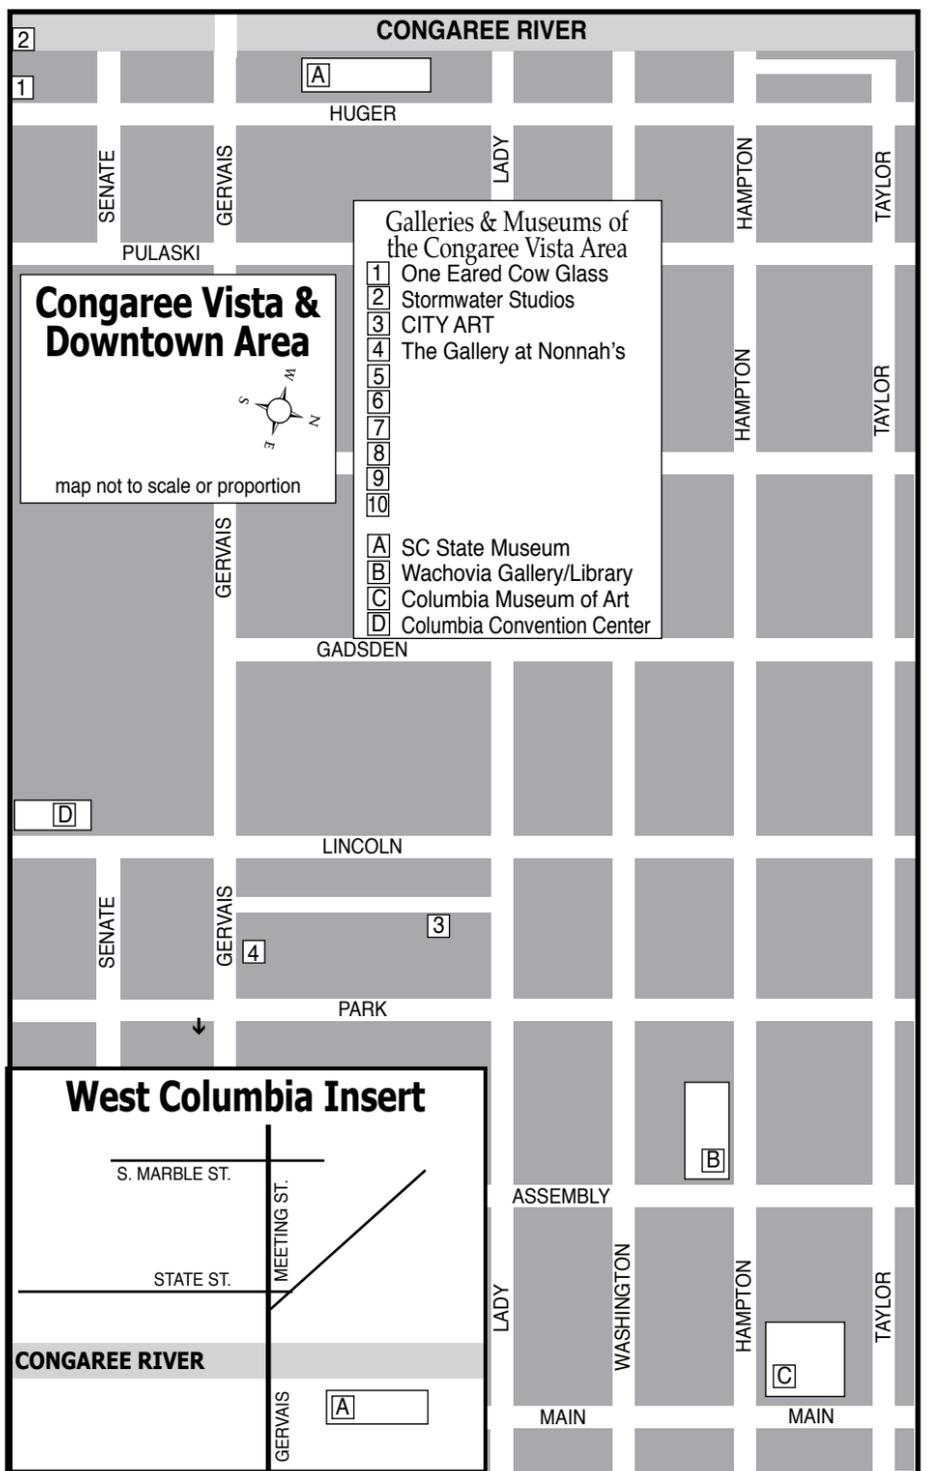 CONGAREE RIVER
2
1
A
HUGER
SENATE
GERVAIS
LADY
HAMPTON
TAYLOR
PULASKI
Galleries & Museums of
the Congaree Vista Area
1 One Eared Cow Glass
2 Stormwater Studios
3 CITY ART
4 The Gallery at Nonnah's
5
6
7
8
9
10
A SC State Museum
B Wachovia Gallery/Library
C Columbia Museum of Art
D Columbia Convention Center
Congaree Vista &
Downtown Area
W
S
N
E
map not to scale or proportion
HAMPTON
TAYLOR
GERVAIS
GADSDEN
D
LINCOLN
SENATE
GERVAIS
3
4
PARK
West Columbia Insert
S. MARBLE ST.
MEETING ST.
STATE ST.
CONGAREE RIVER
GERVAIS
A
B
ASSEMBLY
LADY
WASHINGTON
HAMPTON
TAYLOR
C
MAIN
MAIN